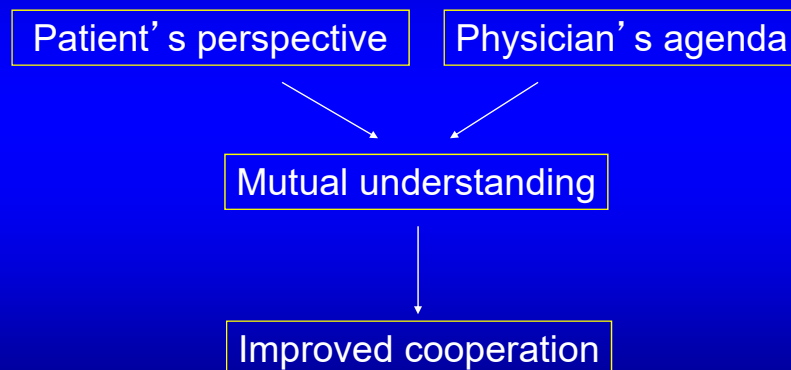 Patient’s perspective
Physician’s agenda
Mutual understanding
Improved cooperation